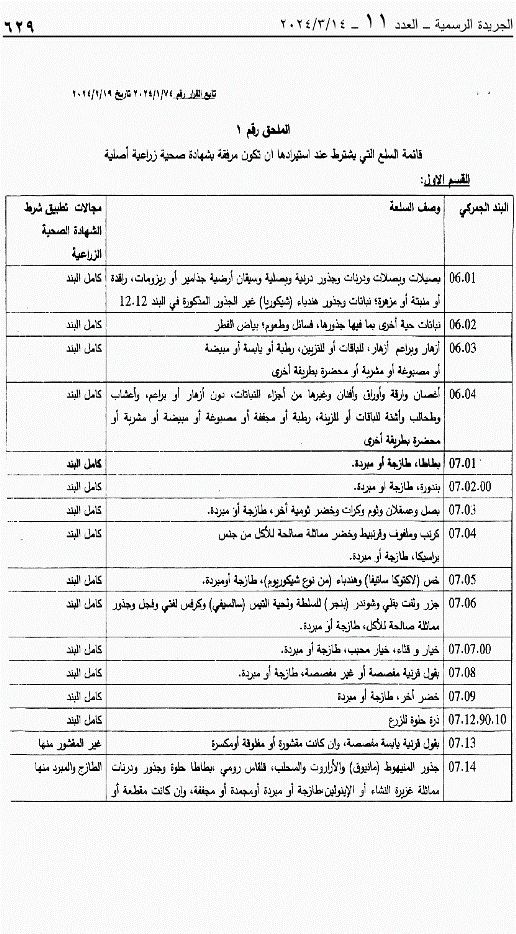 الجريدة الرسمية ــ العدد ١١ ــ ٢٠٢٤/٣/١٤ ٦٢٩
تابع القرار رقم ٢٠٢٤/١/٧٤ تاريخ ٢٠٢٤/٢/١٩
الملحق رقم ١
قائمة السلع التي يشترط عند استيرادها ان تكون مرفقة بشهادة صحية زراعية أصلية
القسم الاول:
البند الجمركي وصف السلعة مجالات تطبيق شرط
الشهادة الصحية
الزراعية
06.01 بصيلات وبصلات ودرنات وجذور درنية وبصلية وسيقان أرضية جذامير أو ريزومات، راقدة كامل البند
أو منبتة أو مزهرة؛ نباتات وجذور هندباء (شيكوريا) غير الجذور المذكورة في البند 12.12
06.02 نباتات حية أخرى بما فيها جذورها، فسائل وطعوم؛ بياض الفطر كامل البند
06.03 أزهار وبراعم أزهار، للباقات أو للتزيين، رطبة أو يابسة أو مبيضة كامل البند
أو مصبوغة أو مشربة أو محضرة بطريقة أخرى
06.04 أغصان وارقة وأوراق وأفنان وغيرها من أجزاء النباتات، دون أزهار أو براعم، وأعشاب كامل البند
وطحالب وأشنة للباقات أو للزينة، رطبة أو مجففة أو مصبوغة أو مبيضة أو مشربة أو
محضرة بطريقة أخرى
07.01 بطاطا، طازجة أو مبردة. كامل البند
07.02.00 بندورة، طازجة او مبردة. كامل البند
07.03 بصل وعسقلان وثوم وكراث وخضر ثومية أخر، طازجة أو مبردة. كامل البند
07.04 كرنب وملفوف وقرنبيط وخضر مماثلة صالحة للأكل من جنس كامل البند
براسيكا، طازجة أو مبردة.
07.05 خس (لاكتوكا ساتيفا) وهندباء (من نوع شيكوريوم)، طازجة أومبردة. كامل البند
07.06 جزر ولفت بقلي وشوندر (بنجر) للسلطة ولحية التيس (سالسيفي) وكرفس لفتي وفجل وجذور كامل البند
مماثلة صالحة للأكل، طازجة أو مبردة.
07.07.00 خيار و قثاء، خيار محبب، طازجة أو مبردة. كامل البند
07.08 بقول قرنية مفصصة أو غير مفصصة، طازجة أو مبردة. كامل البند
07.09 خضر أخر، طازجة أو مبردة كامل البند
07.12.90.10 ذرة حلوة للزرع كامل البند
07.13 بقول قرنية يابسة مفصصة، وان كانت مقشورة أو مفلوقة أومكسرة غير المقشور منها
07.14 جذور المنيهوط (مانيوق) والأراروت والسحلب، قلقاس رومي ،بطاطا حلوة وجذور ودرنات الطازج والمبرد منها
مماثلة غزيرة النشاء أو الإينولين،طازجة أو مبردة أومجمدة أو مجففة، وإن كانت مقطعة أو